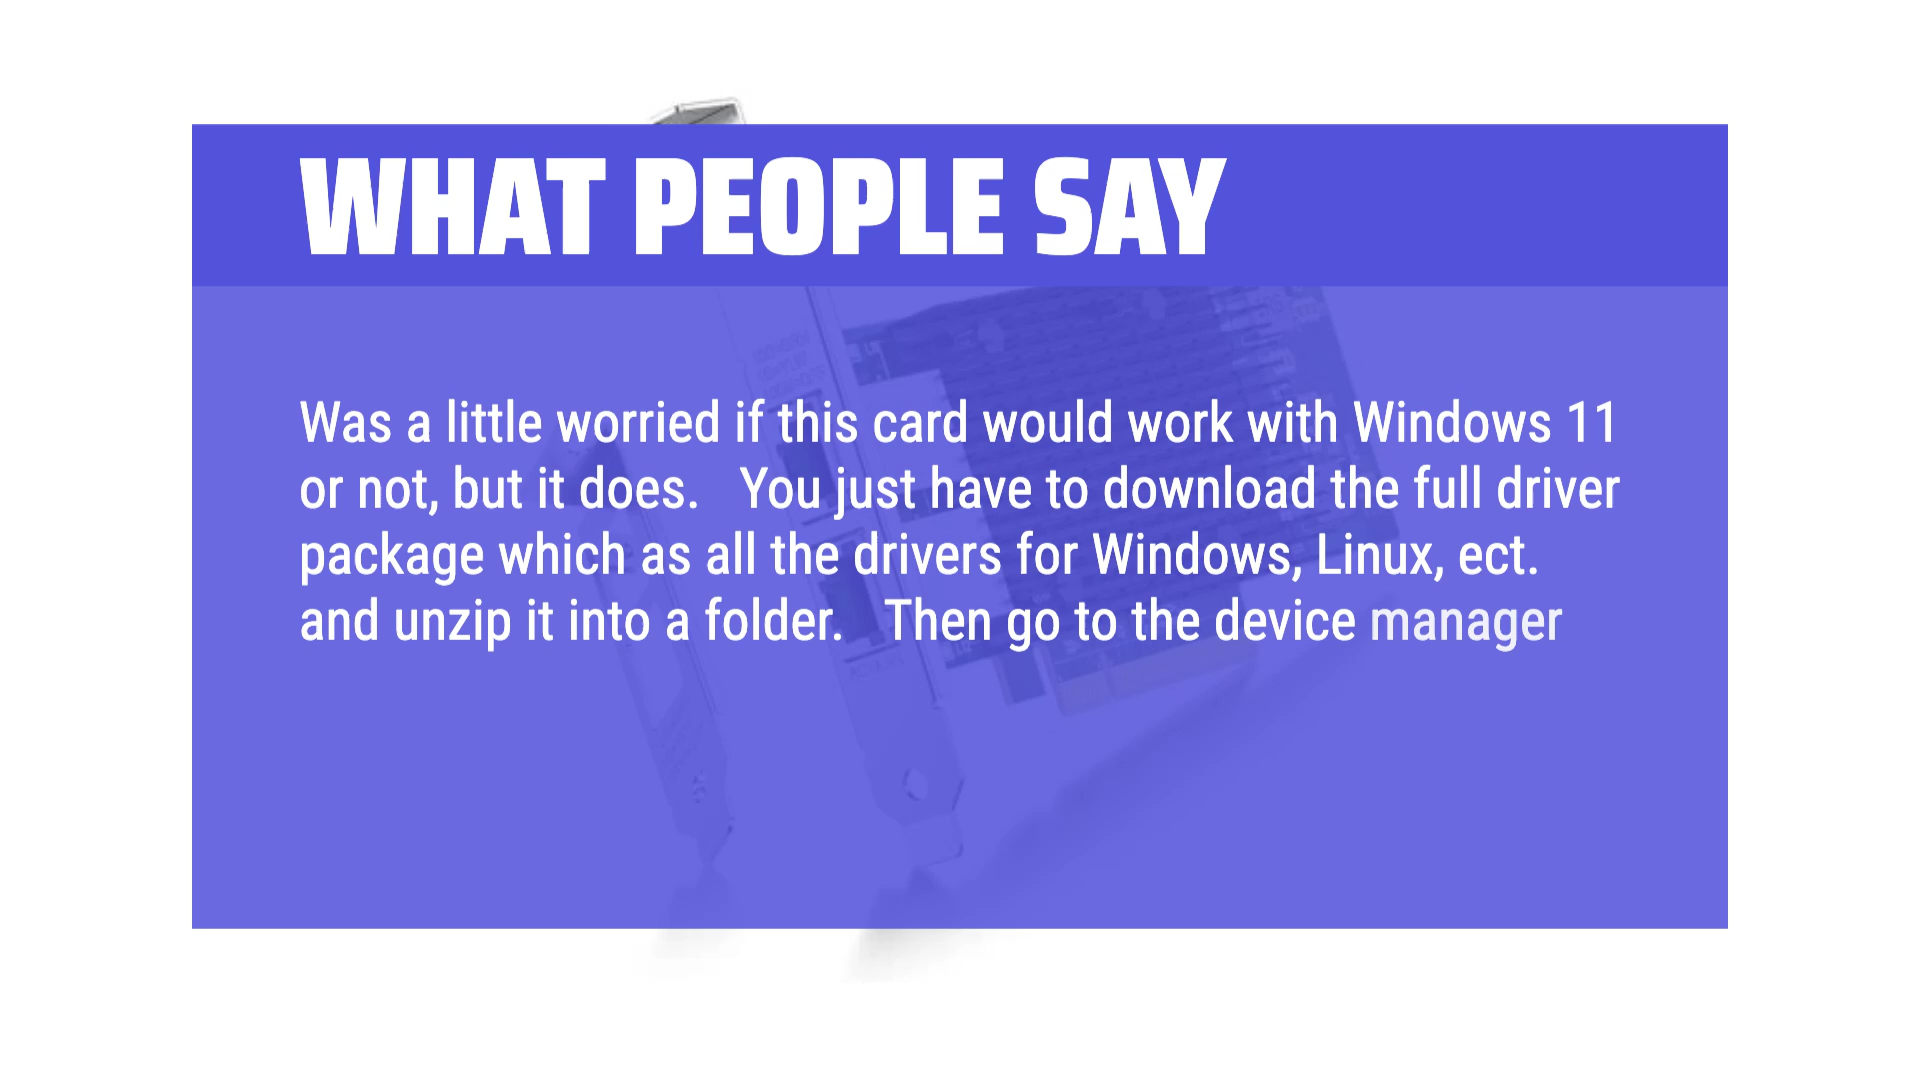 WHAT PEOPLE SAY
Was a little worried if this card would work with Windows 11
or not, but it does.   You just have to download the full driver
package which as all the drivers for Windows, Linux, ect.
and unzip it into a folder.   Then go to the device manager